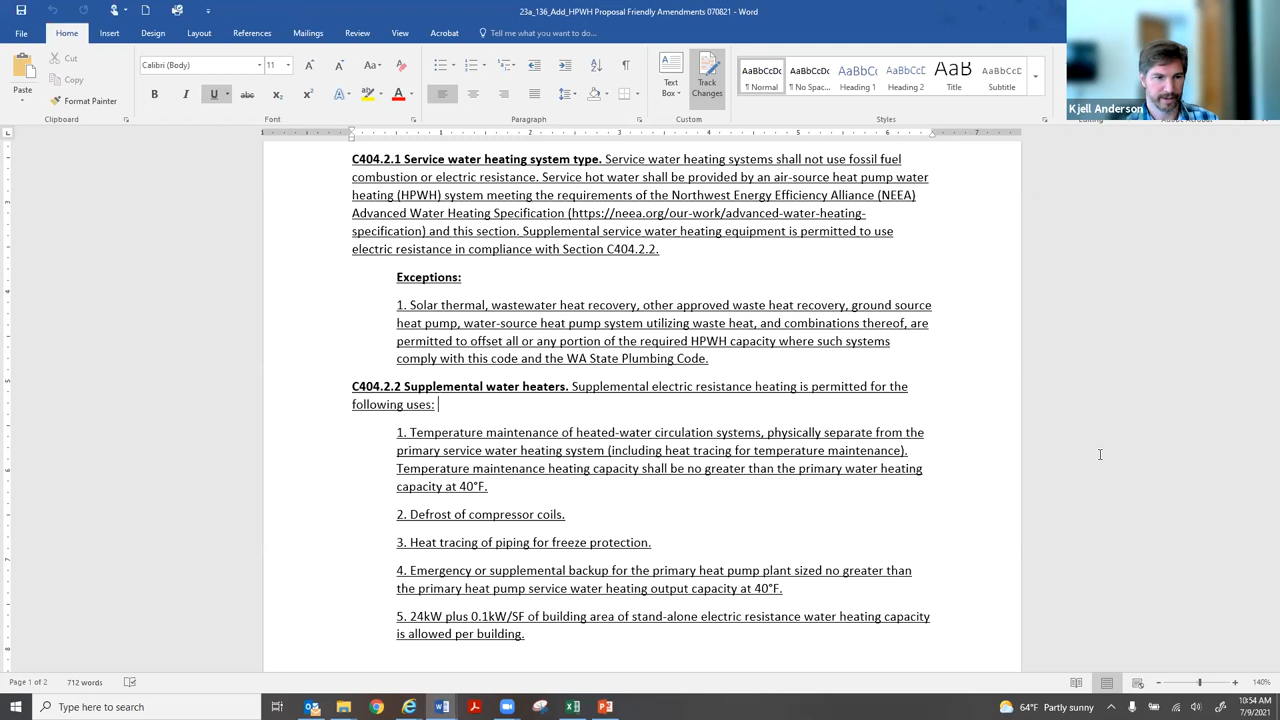 23a_136_Add_HPWH Proposal Friendly Amendments 070821 - Word
File Home Insert Design Layout References Mailings Review View Acrobat Tell me what you want to do...
Paste
Cut
Copy
Format Painter
Calibri (Body) 11
Text Box
Track Changes
AaBbCcDc AaBbCcDc AaBbCc AaBbCcD AaB AaBbCcD
¶ Normal ¶ No Spac... Heading 1 Heading 2 Title Subtitle
Clipboard Font Paragraph Custom Styles Editing
Kjell Anderson
C404.2.1 Service water heating system type. Service water heating systems shall not use fossil fuel
combustion or electric resistance. Service hot water shall be provided by an air-source heat pump water
heating (HPWH) system meeting the requirements of the Northwest Energy Efficiency Alliance (NEEA)
Advanced Water Heating Specification (https://neea.org/our-work/advanced-water-heating-
specification) and this section. Supplemental service water heating equipment is permitted to use
electric resistance in compliance with Section C404.2.2.
Exceptions:
1. Solar thermal, wastewater heat recovery, other approved waste heat recovery, ground source
heat pump, water-source heat pump system utilizing waste heat, and combinations thereof, are
permitted to offset all or any portion of the required HPWH capacity where such systems
comply with this code and the WA State Plumbing Code.
C404.2.2 Supplemental water heaters. Supplemental electric resistance heating is permitted for the
following uses:
1. Temperature maintenance of heated-water circulation systems, physically separate from the
primary service water heating system (including heat tracing for temperature maintenance).
Temperature maintenance heating capacity shall be no greater than the primary water heating
capacity at 40°F.
2. Defrost of compressor coils.
3. Heat tracing of piping for freeze protection.
4. Emergency or supplemental backup for the primary heat pump plant sized no greater than
the primary heat pump service water heating output capacity at 40°F.
5. 24kW plus 0.1kW/SF of building area of stand-alone electric resistance water heating capacity
is allowed per building.
Page 1 of 2 712 words 140%
Type here to search
64°F Partly sunny
10:54 AM
7/9/2021